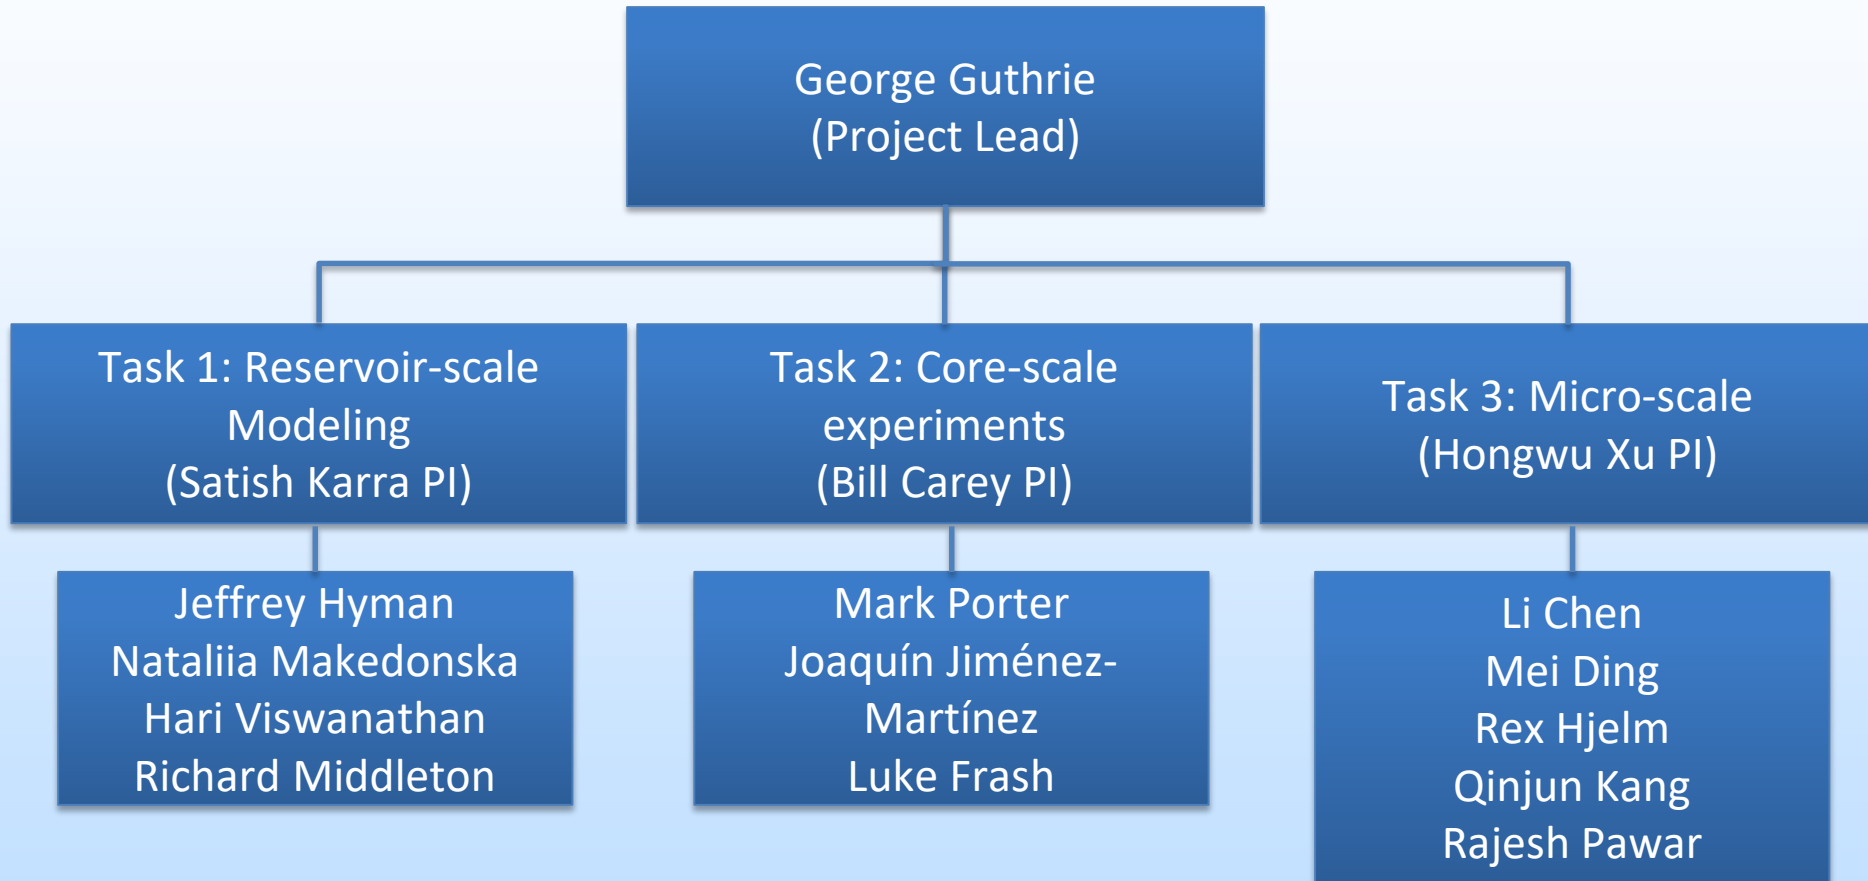 George Guthrie
(Project Lead)
Task 1: Reservoir-scale
Modeling
(Satish Karra PI)
Task 2: Core-scale
experiments
(Bill Carey PI)
Task 3: Micro-scale
(Hongwu Xu PI)
Jeffrey Hyman
Nataliia Makedonska
Hari Viswanathan
Richard Middleton
Mark Porter
Joaquín Jiménez-
Martínez
Luke Frash
Li Chen
Mei Ding
Rex Hjelm
Qinjun Kang
Rajesh Pawar